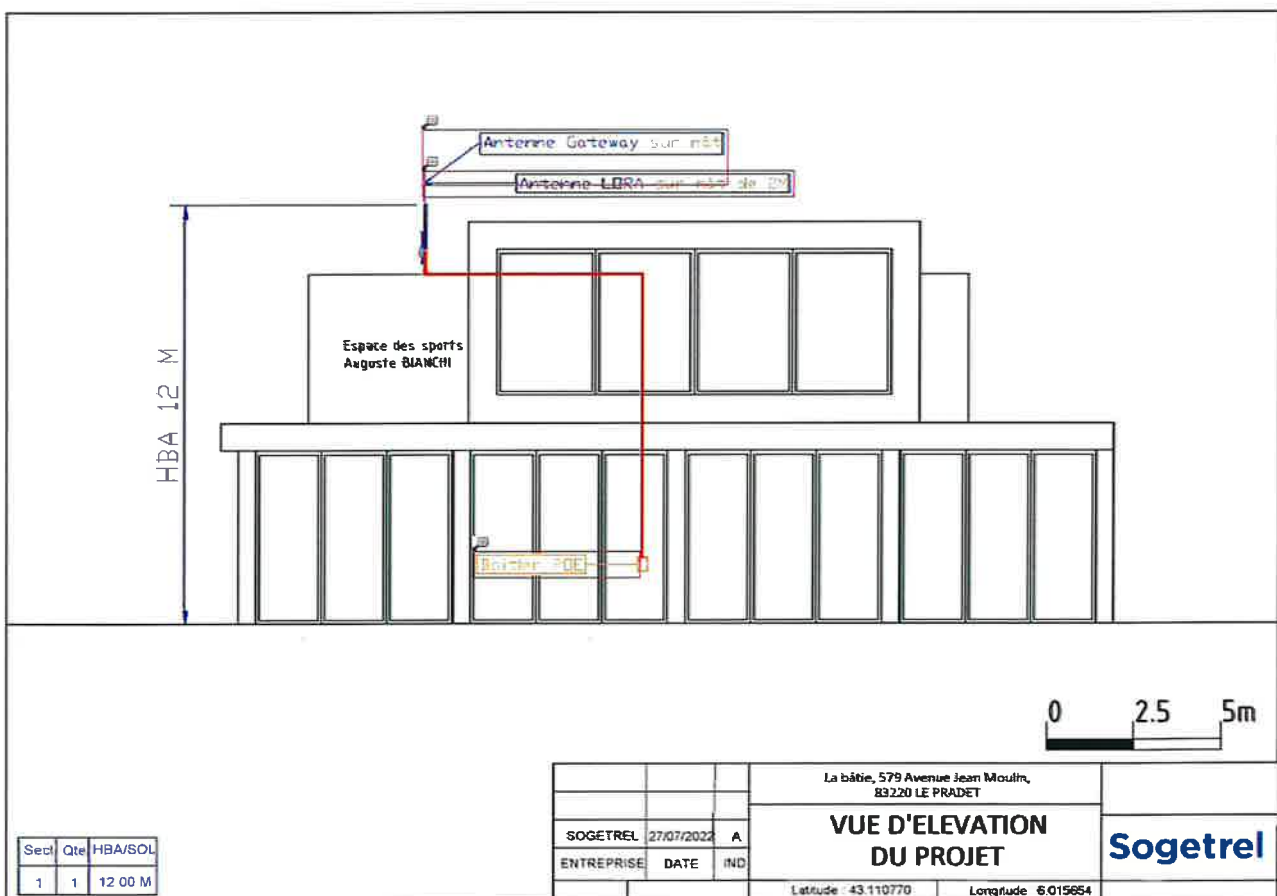 Antenne Gateway sur mât
Antenne LORA sur mât de 2M
HBA 12 M
Espace des sports
Auguste BIANCHI
Boitier POE
0 2.5 5m
La bâtie, 579 Avenue Jean Moulin,
83220 LE PRADET
SOGETREL 27/07/2022 A
ENTREPRISE DATE IND
VUE D'ELEVATION
DU PROJET
Sogetrel
Sect Qte HBA/SOL
1 1 12 00 M
Latitude : 43.110770 Longitude 6.015654